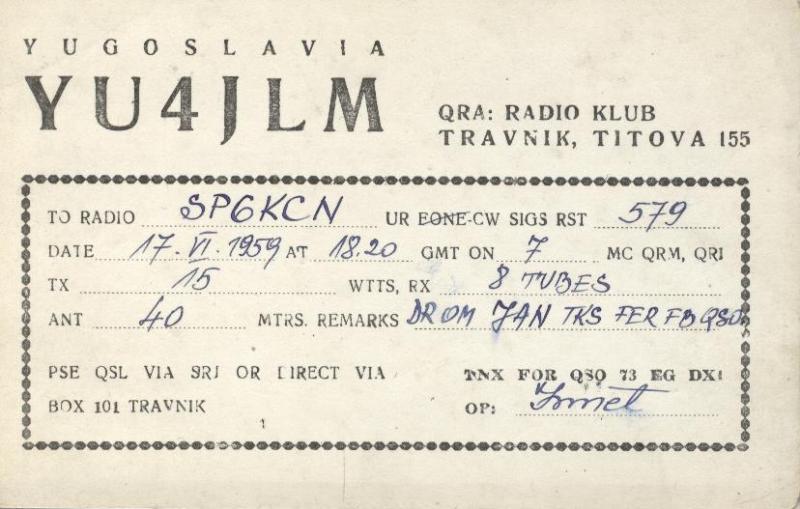 YUGOSLAVIA
YU4JLM
QRA: RADIO KLUB
TRAVNIK, TITOVA 155
TO RADIO SP6KCN UR FONE-CW SIGS RST 579
DATE 17. VI. 1959 AT 18.20 GMT ON 7 MC QRM, QRI
TX 15 WTTS, RX 8 TUBES
ANT 40 MTRS. REMARKS DR OM JAN TKS FER FB QSO
PSE QSL VIA SRJ OR DIRECT VIA
BOX 101 TRAVNIK
TNX FOR QSO 73 EG DX!
OP: